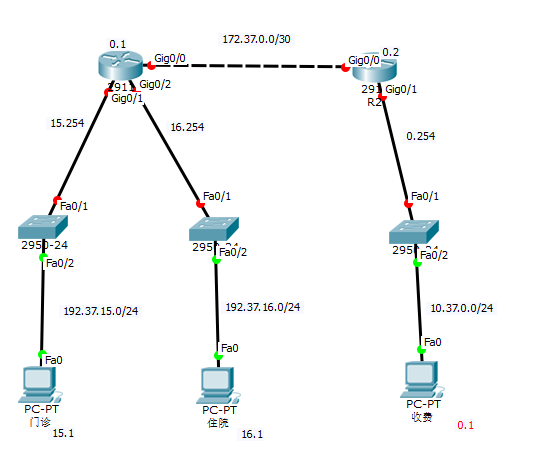 172.37.0.0/30
0.1
0.2
Gig0/0
Gig0/0
Gig0/2
Gig0/1
Gig0/1
R2
15.254
16.254
0.254
Fa0/1
Fa0/1
Fa0/1
2950-24
Fa0/2
Fa0/2
Fa0/2
192.37.15.0/24
192.37.16.0/24
10.37.0.0/24
Fa0
Fa0
Fa0
PC-PT
门诊
PC-PT
住院
PC-PT
收费
15.1
16.1
0.1